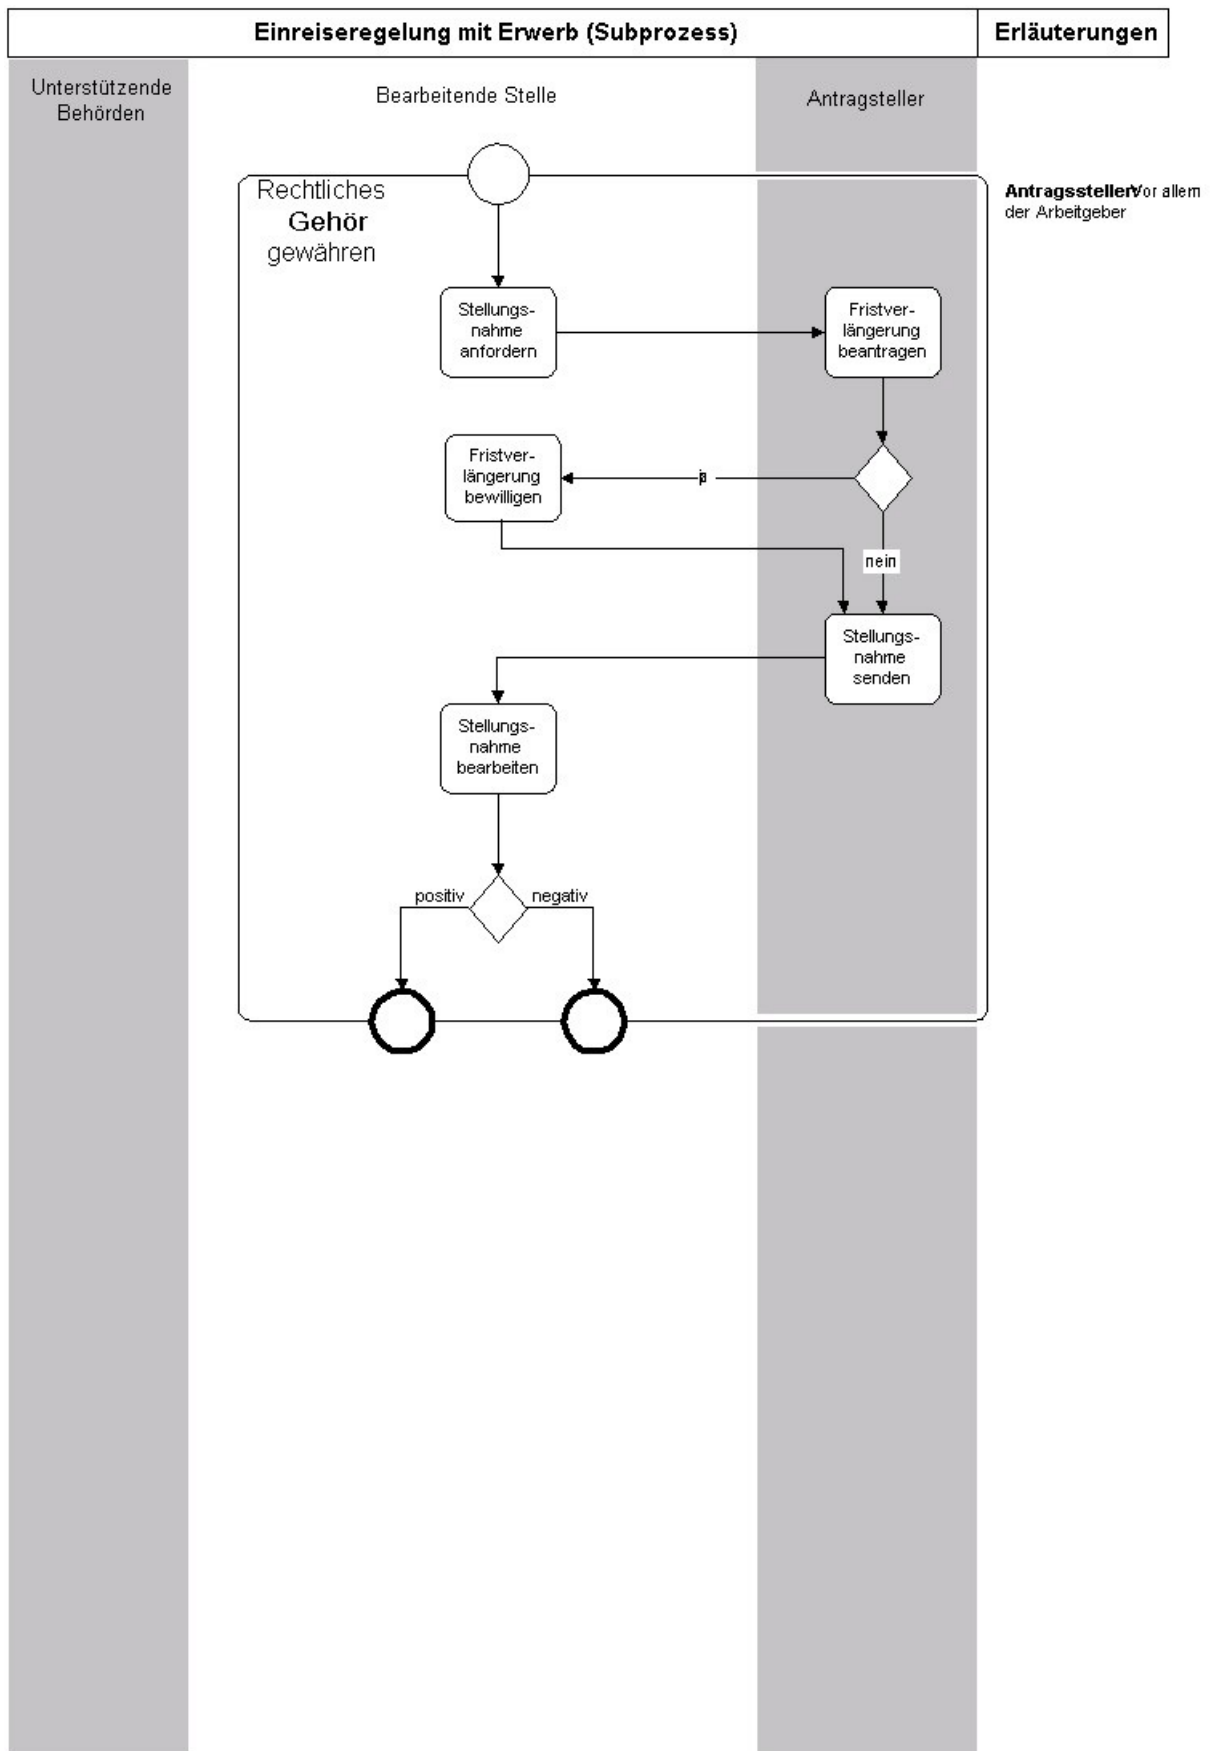 Einreiseregelung mit Erwerb (Subprozess)
Erläuterungen
Unterstützende
Behörden
Bearbeitende Stelle
Antragsteller
Rechtliches
Gehör
gewähren
Antragssteller Vor allem
der Arbeitgeber
Stellungs-
nahme
anfordern
Fristver-
längerung
beantragen
Fristver-
längerung
bewilligen
ja
nein
Stellungs-
nahme
senden
Stellungs-
nahme
bearbeiten
positiv
negativ